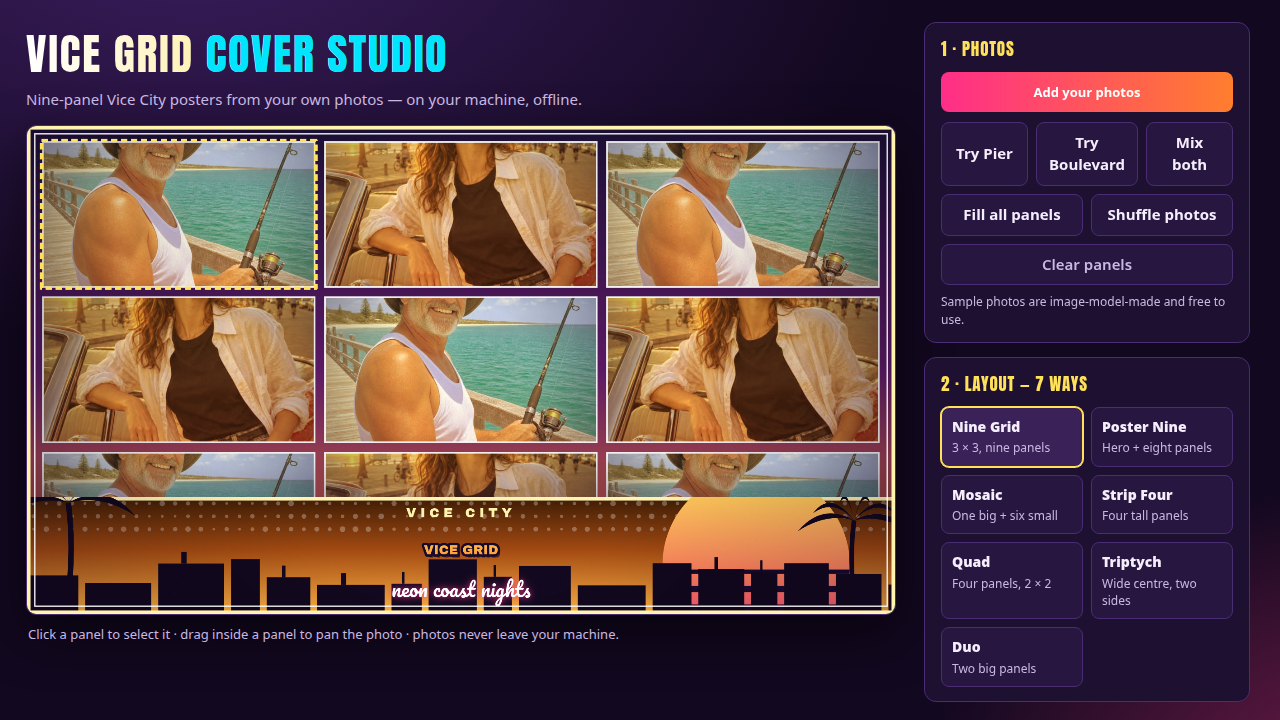 VICE GRID COVER STUDIO
Nine-panel Vice City posters from your own photos — on your machine, offline.
VICE CITY
VICE GRID
neon coast nights
Click a panel to select it · drag inside a panel to pan the photo · photos never leave your machine.
1 · PHOTOS
Add your photos
Try Pier
Try
Boulevard
Mix
both
Fill all panels
Shuffle photos
Clear panels
Sample photos are image-model-made and free to
use.
2 · LAYOUT — 7 WAYS
Nine Grid
3 × 3, nine panels
Poster Nine
Hero + eight panels
Mosaic
One big + six small
Strip Four
Four tall panels
Quad
Four panels, 2 × 2
Triptych
Wide centre, two
sides
Duo
Two big panels